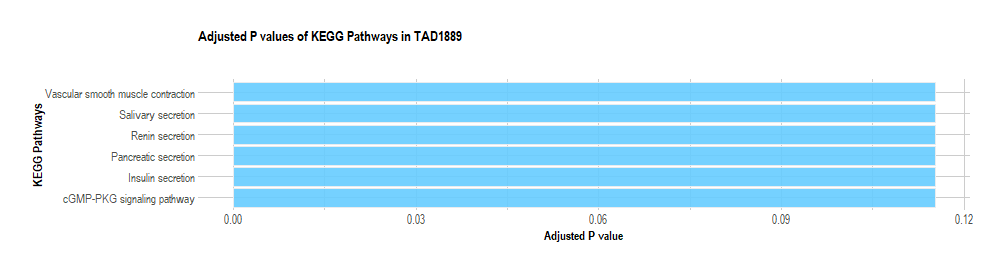 Adjusted P values of KEGG Pathways in TAD1889
KEGG Pathways
Vascular smooth muscle contraction
Salivary secretion
Renin secretion
Pancreatic secretion
Insulin secretion
cGMP-PKG signaling pathway
0.00 0.03 0.06 0.09 0.12
Adjusted P value